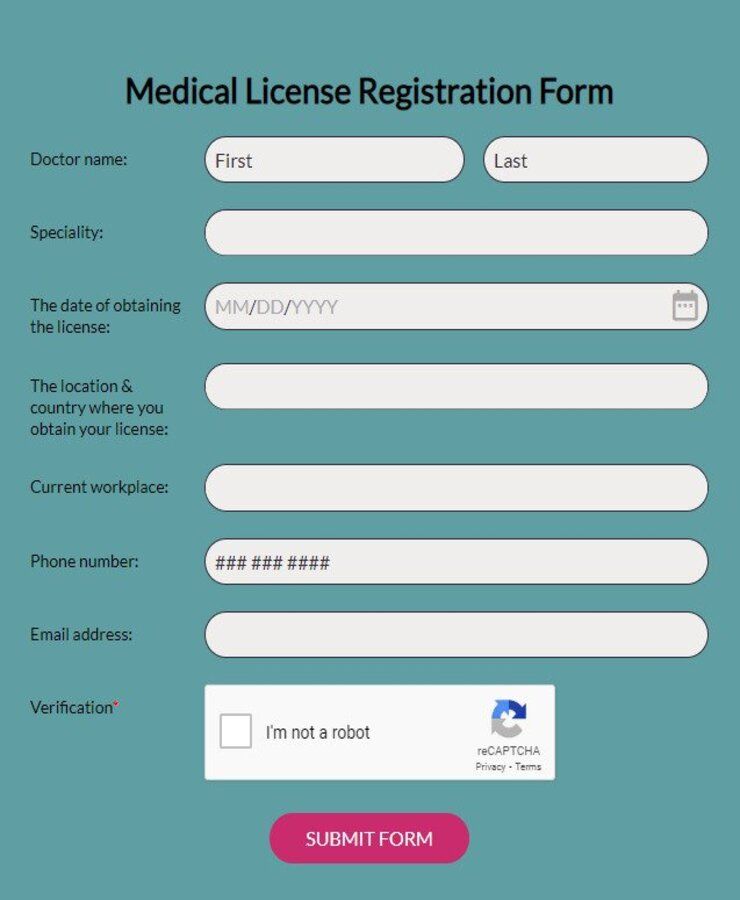 Medical License Registration Form
Doctor name:
First
Last
Speciality:
The date of obtaining
the license:
MM/DD/YYYY
The location &
country where you
obtain your license:
Current workplace:
Phone number:
### ### ####
Email address:
Verification*
I'm not a robot
reCAPTCHA
Privacy - Terms
SUBMIT FORM